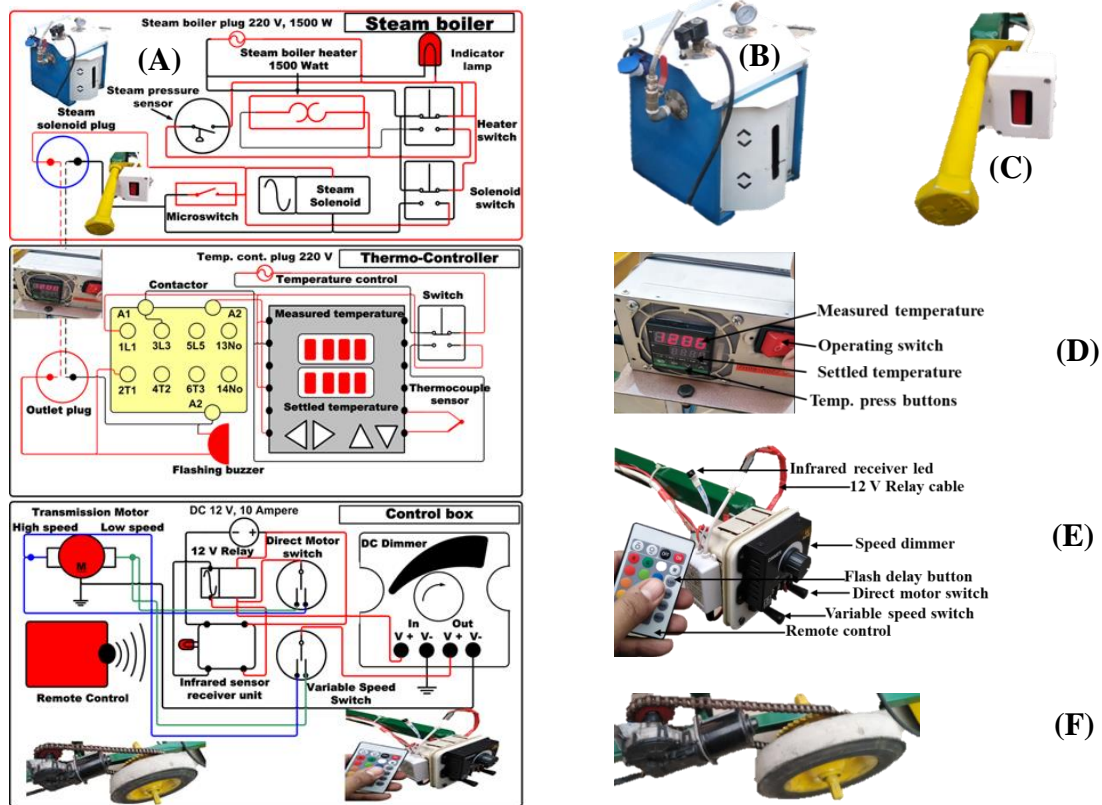 Steam boiler plug 220 V, 1500 W
Steam boiler
(A)
Steam boiler heater
1500 Watt
Indicator
lamp
Steam pressure
sensor
Steam
solenoid plug
Heater
switch
Microswitch
Steam
Solenoid
Solenoid
switch
Temp. cont. plug 220 V
Thermo-Controller
Temperature control
Contactor
Switch
A1
A2
1L1
3L3
5L5
13No
2T1
4T2
6T3
14No
A2
Measured temperature
Settled temperature
Thermocouple
sensor
Outlet plug
Flashing buzzer
Transmission Motor
High speed
Low speed
M
DC 12 V, 10 Ampere
Control box
12 V Relay
Direct Motor
switch
DC Dimmer
In
Out
V +
V-
V +
V-
Remote Control
Infrared sensor
receiver unit
Variable Speed
Switch
(B)
(C)
1286
Measured temperature
Operating switch
Settled temperature
Temp. press buttons
(D)
Infrared receiver led
12 V Relay cable
Speed dimmer
Flash delay button
Direct motor switch
Variable speed switch
Remote control
OFF
ON
(E)
(F)